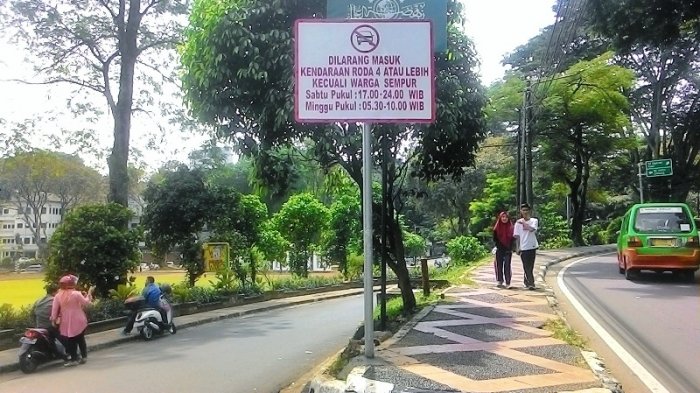 DILARANG MASUK
KENDARAAN RODA 4 ATAU LEBIH
KECUALI WARGA SEMPUR
Sabtu Pukul : 17.00-24.00 WIB
Minggu Pukul : 05.30-10.00 WIB